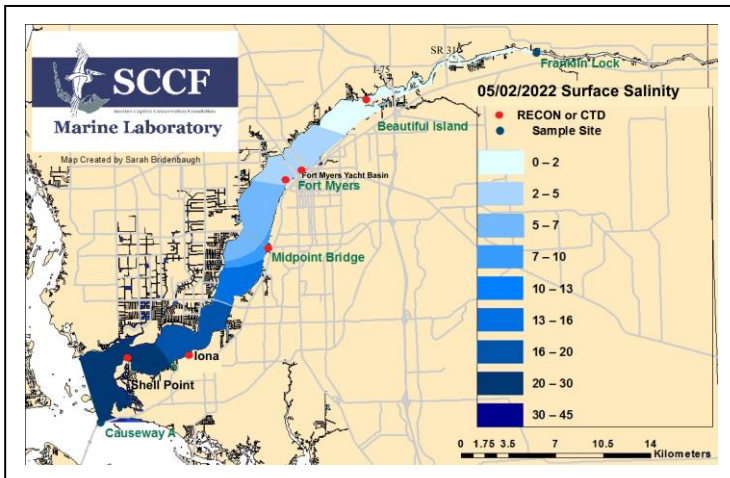 SCCF
Sanibel-Captiva Conservation Foundation
Marine Laboratory
Map Created by Sarah Bridenbaugh
I-75
SR 31
Franklin Lock
Beautiful Island
Fort Myers Yacht Basin
Fort Myers
Midpoint Bridge
Iona
Shell Point
Causeway A
05/02/2022 Surface Salinity
RECON or CTD
Sample Site
0 – 2
2 – 5
5 – 7
7 – 10
10 – 13
13 – 16
16 – 20
20 – 30
30 – 45
0 1.75 3.5 7 10.5 14
Kilometers